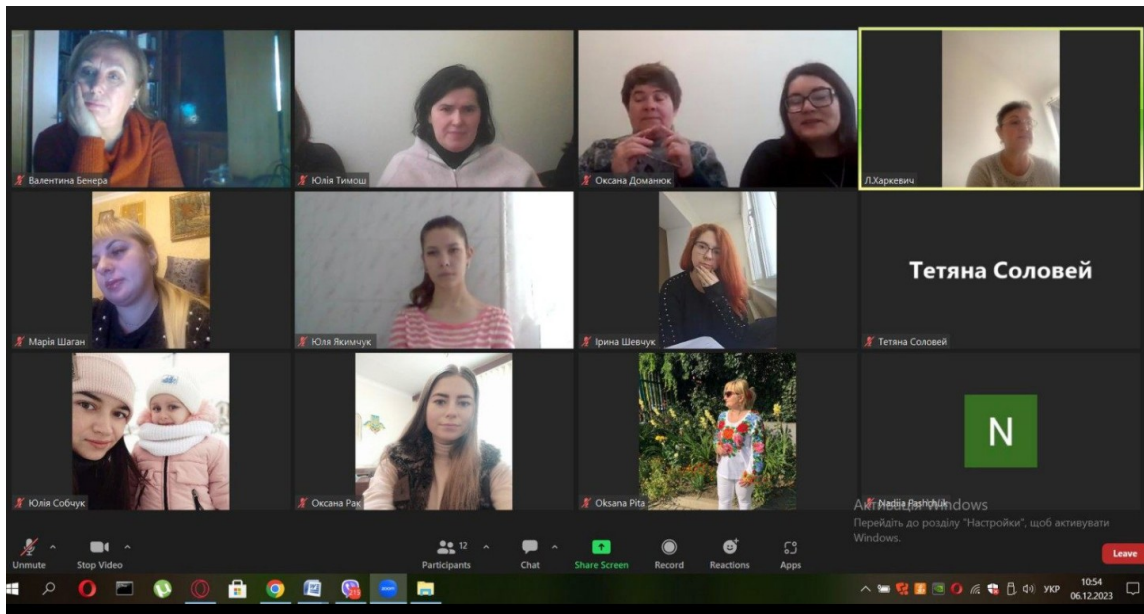 Валентина Бенера
Юлія Тимош
Оксана Доманюк
Л.Харкевич
Марія Шаган
Юля Якимчук
Ірина Шевчук
Тетяна Соловей
Тетяна Соловей
Юлія Собчук
Оксана Рак
Oksana Pita
N
Nadiia Pashchuk
Активація Windows
Перейдіть до розділу "Настройки", щоб активувати
Windows.
Unmute
Stop Video
12
Participants
Chat
Share Screen
Record
Reactions
Apps
Leave
215
zoom
УКР
10:54
06.12.2023